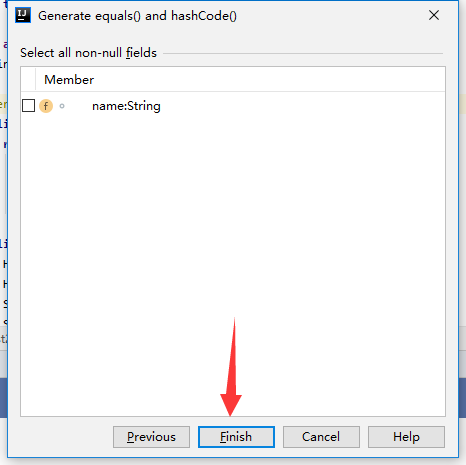 Generate equals() and hashCode()
Select all non-null fields
Member
f name:String
Previous Finish Cancel Help